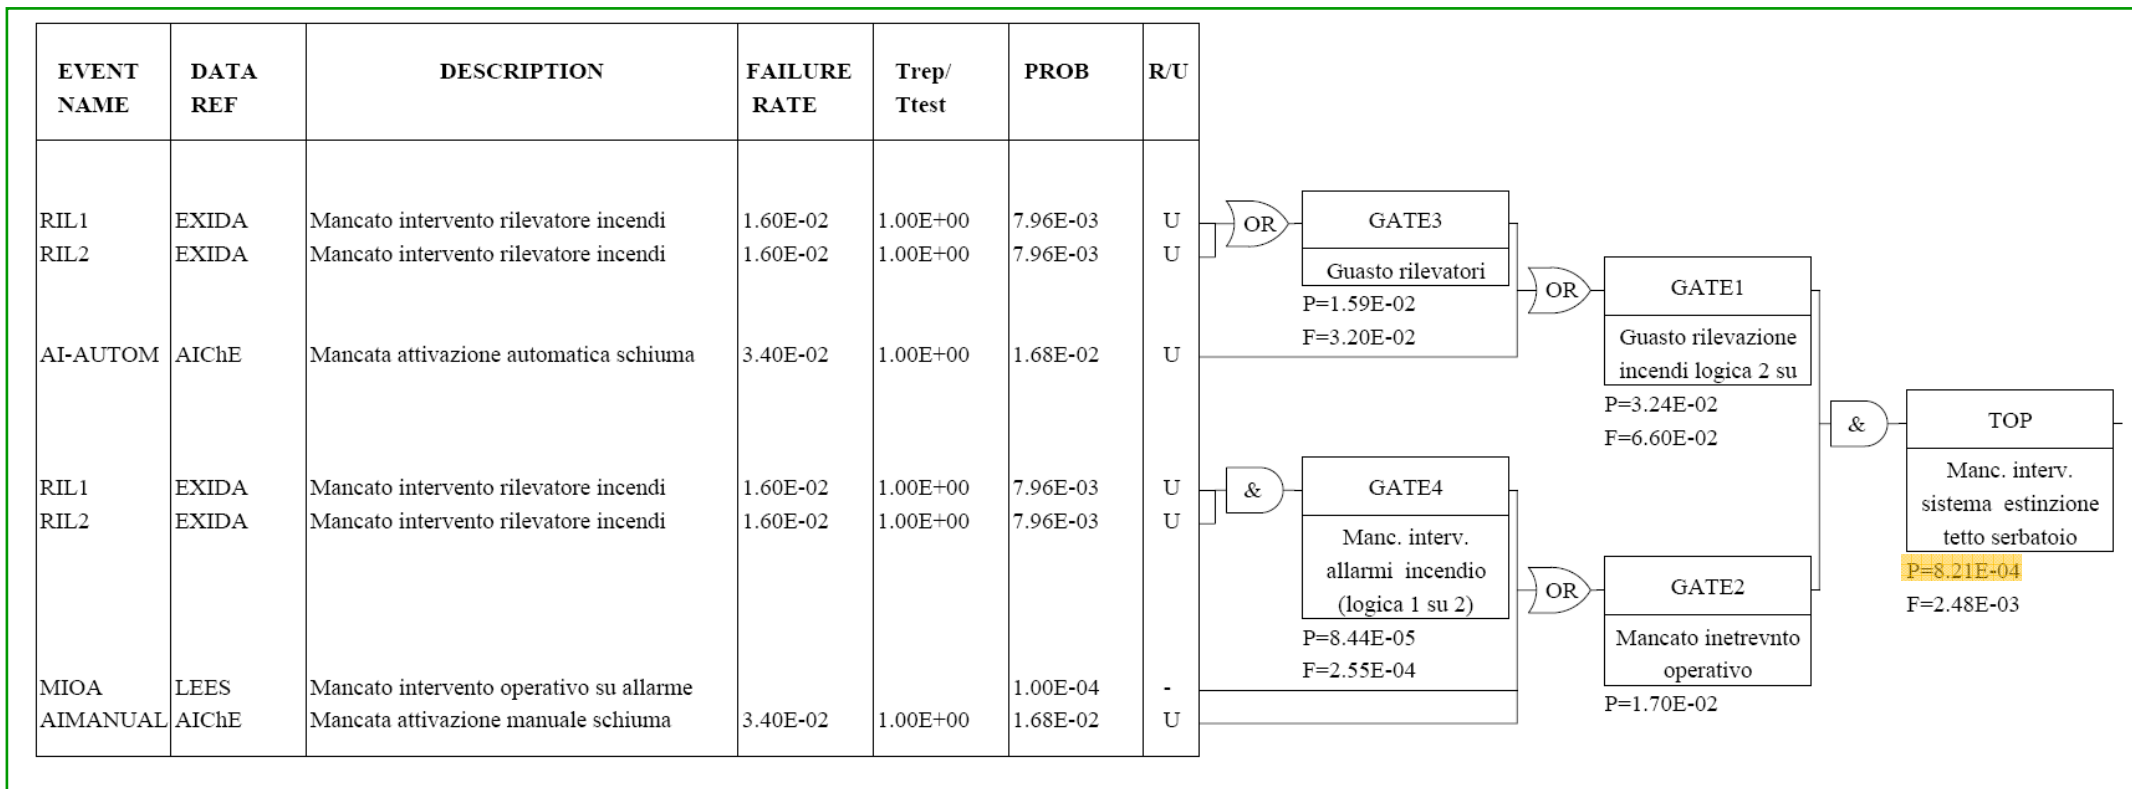 EVENT NAME DATA REF DESCRIPTION FAILURE RATE Trep/ Ttest PROB R/U
RIL1 EXIDA Mancato intervento rilevatore incendi 1.60E-02 1.00E+00 7.96E-03 U
RIL2 EXIDA Mancato intervento rilevatore incendi 1.60E-02 1.00E+00 7.96E-03 U
AI-AUTOM AIChE Mancata attivazione automatica schiuma 3.40E-02 1.00E+00 1.68E-02 U
RIL1 EXIDA Mancato intervento rilevatore incendi 1.60E-02 1.00E+00 7.96E-03 U
RIL2 EXIDA Mancato intervento rilevatore incendi 1.60E-02 1.00E+00 7.96E-03 U
MIOA LEES Mancato intervento operativo su allarme 1.00E-04 -
AIMANUAL AIChE Mancata attivazione manuale schiuma 3.40E-02 1.00E+00 1.68E-02 U
OR
GATE3
Guasto rilevatori
P=1.59E-02
F=3.20E-02
OR
GATE1
Guasto rilevazione
incendi logica 2 su
P=3.24E-02
F=6.60E-02
&
GATE4
Manc. interv.
allarmi incendio
(logica 1 su 2)
P=8.44E-05
F=2.55E-04
OR
GATE2
Mancato inetrevnto
operativo
P=1.70E-02
&
TOP
Manc. interv.
sistema estinzione
tetto serbatoio
P=8.21E-04
F=2.48E-03